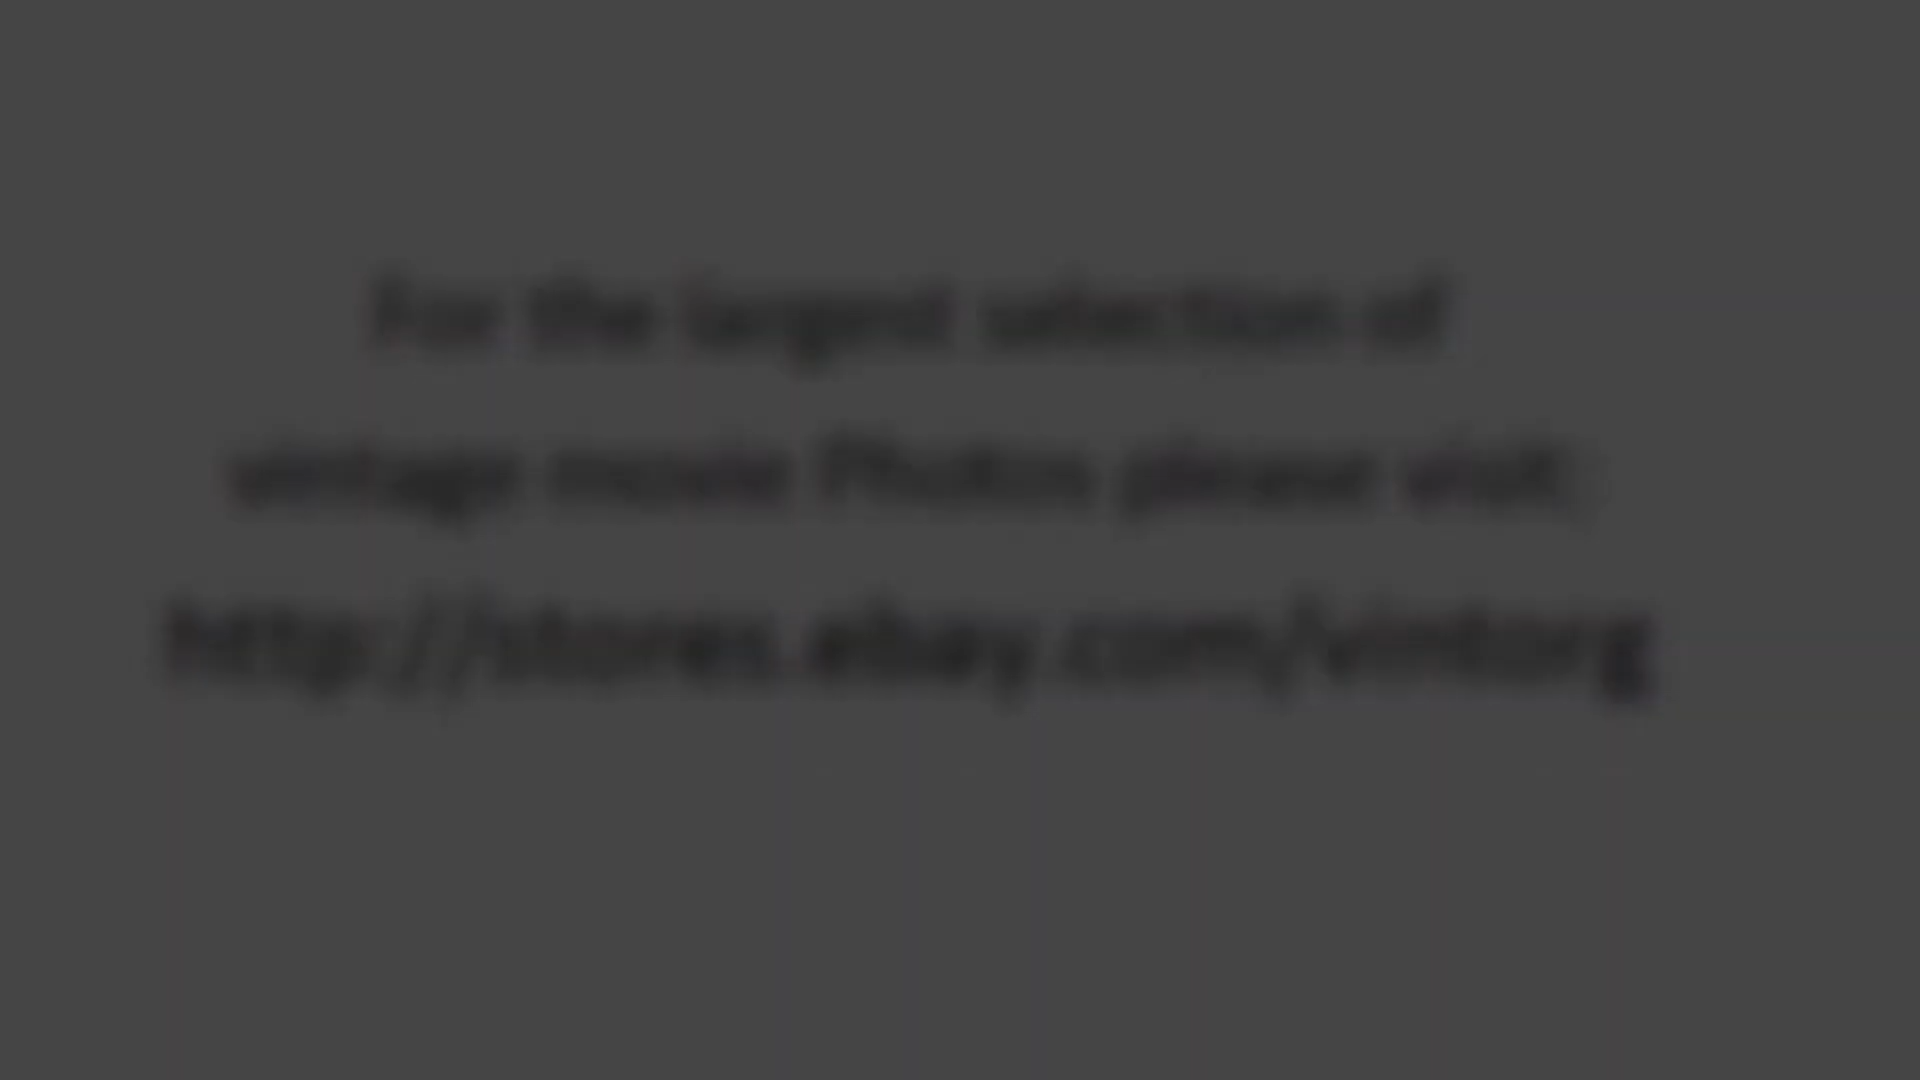 For the largest selection of
vintage movie Photos please visit:
http://stores.ebay.com/vintorg